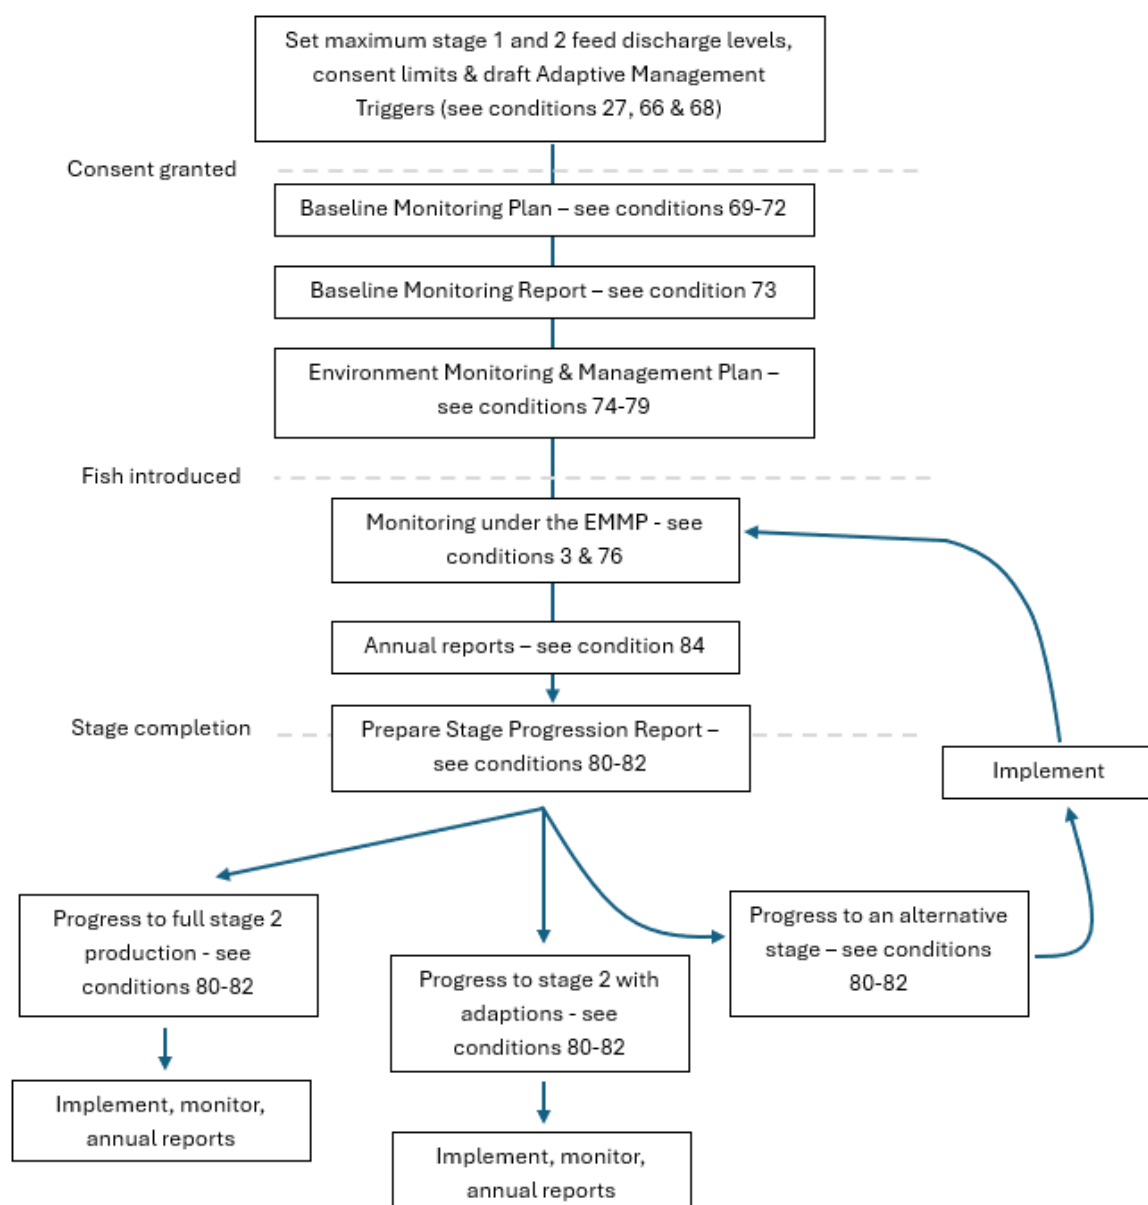 Set maximum stage 1 and 2 feed discharge levels,
consent limits & draft Adaptive Management
Triggers (see conditions 27, 66 & 68)
Consent granted
Baseline Monitoring Plan – see conditions 69-72
Baseline Monitoring Report – see condition 73
Environment Monitoring & Management Plan –
see conditions 74-79
Fish introduced
Monitoring under the EMMP - see
conditions 3 & 76
Annual reports – see condition 84
Stage completion
Prepare Stage Progression Report –
see conditions 80-82
Implement
Progress to full stage 2
production - see
conditions 80-82
Progress to stage 2 with
adaptions - see
conditions 80-82
Progress to an alternative
stage – see conditions
80-82
Implement, monitor,
annual reports
Implement, monitor,
annual reports